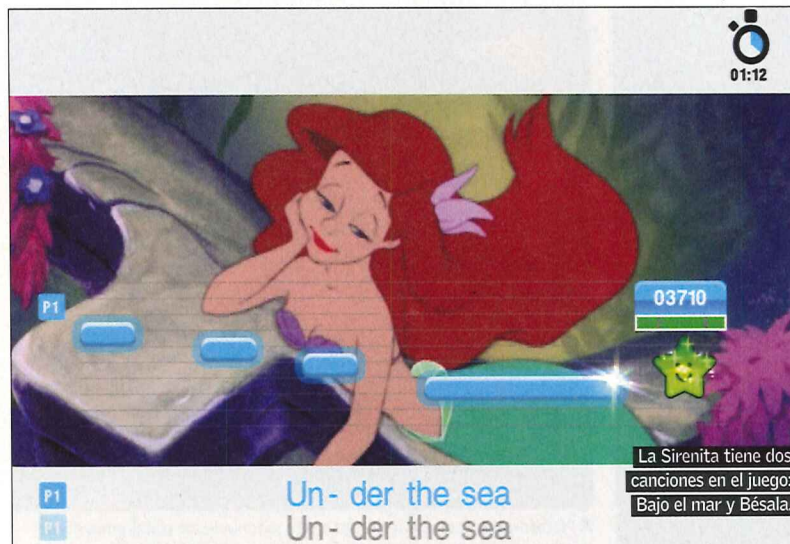 01:12
P1
03710
La Sirenita tiene dos
canciones en el juego:
Bajo el mar y Bésala.
P1
Un- der the sea
P1
Un- der the sea